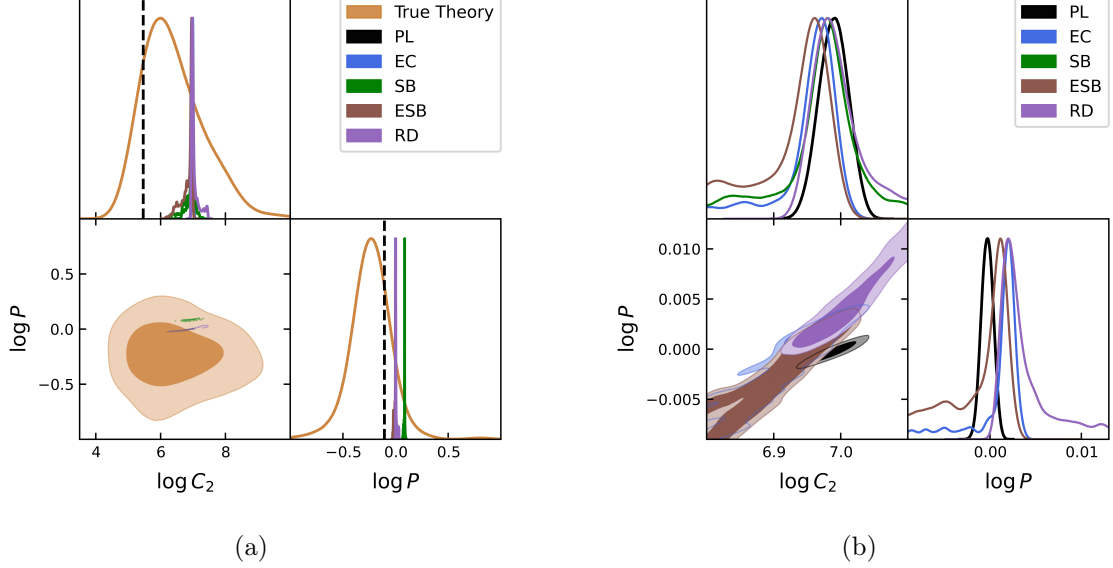 True Theory
PL
EC
SB
ESB
RD
0.5
0.0
−0.5
log P
4
6
8
log C₂
−0.5
0.0
0.5
log P
(a)
PL
EC
SB
ESB
RD
0.010
0.005
0.000
−0.005
log P
6.9
7.0
log C₂
0.00
0.01
log P
(b)